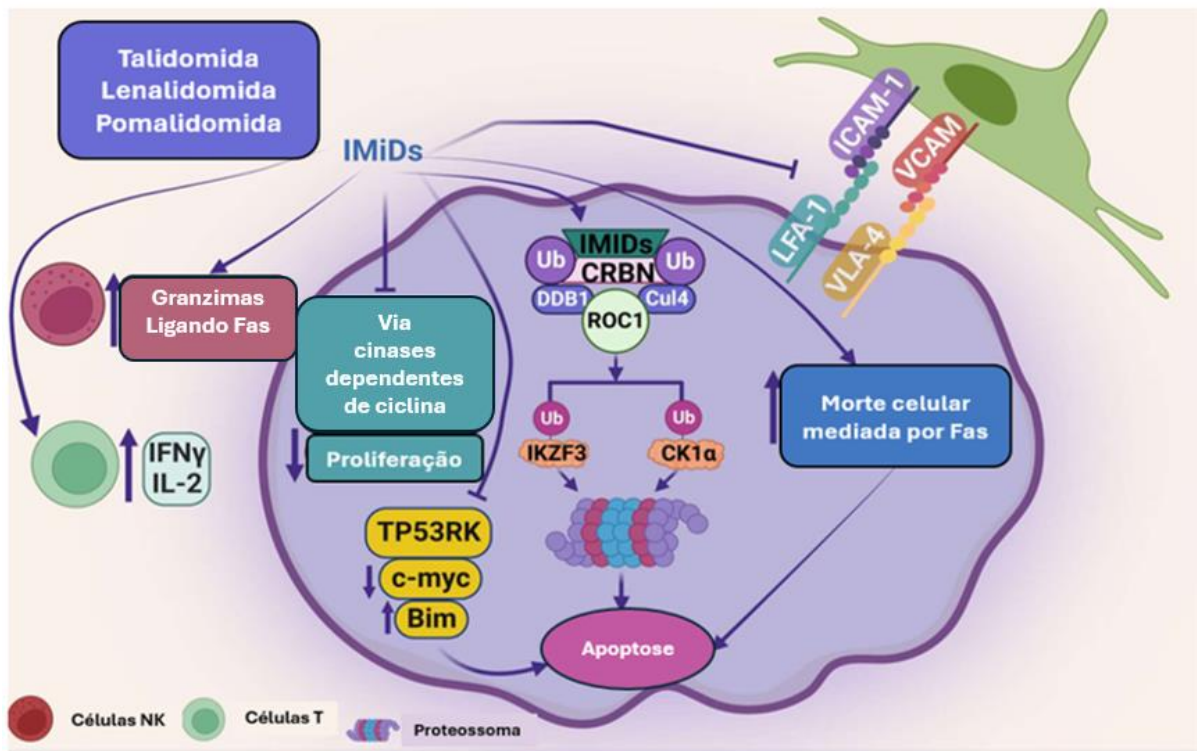 Talidomida
Lenalidomida
Pomalidomida
IMiDs
ICAM-1
VCAM
LFA-1
VLA-4
Granzimas
Ligando Fas
IFNγ
IL-2
Via
cinases
dependentes
de ciclina
Proliferação
TP53RK
c-myc
Bim
IMIDs
Ub
CRBN
Ub
DDB1
Cul4
ROC1
Ub
Ub
IKZF3
CK1α
Morte celular
mediada por Fas
Apoptose
Células NK
Células T
Proteossoma